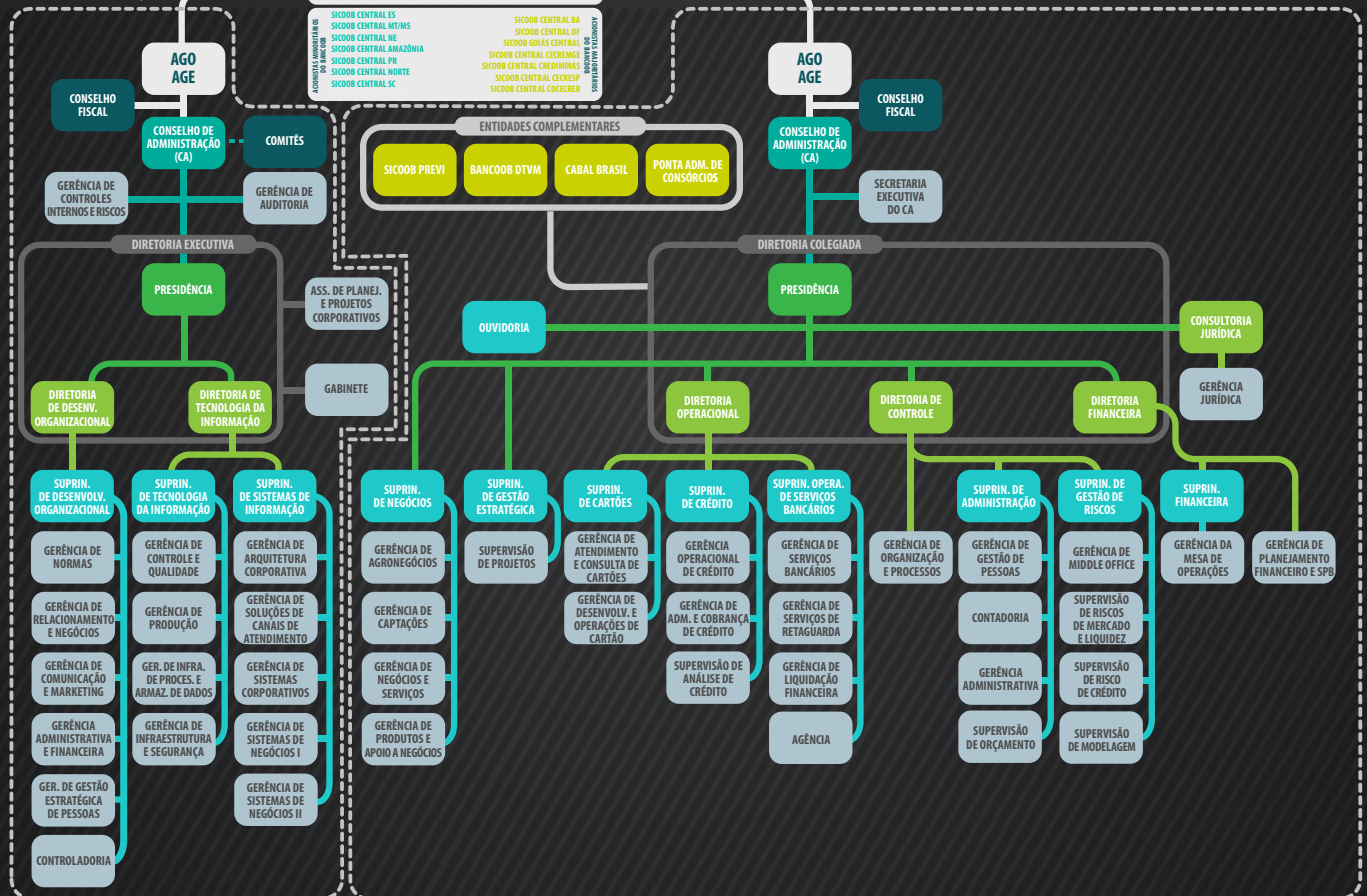 ACIONISTAS MINORITÁRIOS
DO BANCOOB
SICOOB CENTRAL ES
SICOOB CENTRAL MT/MS
SICOOB CENTRAL NE
SICOOB CENTRAL AMAZÔNIA
SICOOB CENTRAL PR
SICOOB CENTRAL NORTE
SICOOB CENTRAL SC
SICOOB CENTRAL BA
SICOOB CENTRAL DF
SICOOB GOIÁS CENTRAL
SICOOB CENTRAL CECREMGE
SICOOB CENTRAL CREDIMINAS
SICOOB CENTRAL CECRESP
SICOOB CENTRAL COCECRER
ACIONISTAS MAJORITÁRIOS
DO BANCOOB
AGO
AGE
CONSELHO
FISCAL
CONSELHO DE
ADMINISTRAÇÃO
(CA)
COMITÊS
GERÊNCIA DE
CONTROLES
INTERNOS E RISCOS
GERÊNCIA DE
AUDITORIA
DIRETORIA EXECUTIVA
PRESIDÊNCIA
ASS. DE PLANEJ.
E PROJETOS
CORPORATIVOS
GABINETE
DIRETORIA
DE DESENV.
ORGANIZACIONAL
DIRETORIA DE
TECNOLOGIA DA
INFORMAÇÃO
SUPRIN.
DE DESENVOLV.
ORGANIZACIONAL
GERÊNCIA DE
NORMAS
GERÊNCIA DE
RELACIONAMENTO
E NEGÓCIOS
GERÊNCIA DE
COMUNICAÇÃO
E MARKETING
GERÊNCIA
ADMINISTRATIVA
E FINANCEIRA
GER. DE GESTÃO
ESTRATÉGICA
DE PESSOAS
CONTROLADORIA
SUPRIN.
DE TECNOLOGIA
DA INFORMAÇÃO
GERÊNCIA DE
CONTROLE E
QUALIDADE
GERÊNCIA DE
PRODUÇÃO
GER. DE INFRA.
DE PROCES. E
ARMAZ. DE DADOS
GERÊNCIA DE
INFRAESTRUTURA
E SEGURANÇA
SUPRIN.
DE SISTEMAS DE
INFORMAÇÃO
GERÊNCIA DE
ARQUITETURA
CORPORATIVA
GERÊNCIA DE
SOLUÇÕES DE
CANAIS DE
ATENDIMENTO
GERÊNCIA DE
SISTEMAS
CORPORATIVOS
GERÊNCIA DE
SISTEMAS DE
NEGÓCIOS I
GERÊNCIA DE
SISTEMAS DE
NEGÓCIOS II
ENTIDADES COMPLEMENTARES
SICOOB PREVI
BANCOOB DTVM
CABAL BRASIL
PONTA ADM. DE
CONSÓRCIOS
AGO
AGE
CONSELHO
FISCAL
CONSELHO DE
ADMINISTRAÇÃO
(CA)
SECRETARIA
EXECUTIVA
DO CA
DIRETORIA COLEGIADA
PRESIDÊNCIA
OUVIDORIA
CONSULTORIA
JURÍDICA
GERÊNCIA
JURÍDICA
DIRETORIA
OPERACIONAL
DIRETORIA
DE CONTROLE
DIRETORIA
FINANCEIRA
SUPRIN.
DE NEGÓCIOS
GERÊNCIA DE
AGRONEGÓCIOS
GERÊNCIA DE
CAPTAÇÕES
GERÊNCIA DE
NEGÓCIOS E
SERVIÇOS
GERÊNCIA DE
PRODUTOS E
APOIO A NEGÓCIOS
SUPRIN.
DE GESTÃO
ESTRATÉGICA
SUPERVISÃO
DE PROJETOS
SUPRIN.
DE CARTÕES
GERÊNCIA DE
ATENDIMENTO
E CONSULTA DE
CARTÕES
GERÊNCIA DE
DESENVOLV. E
OPERAÇÕES DE
CARTÃO
SUPRIN.
DE CRÉDITO
GERÊNCIA
OPERACIONAL
DE CRÉDITO
GERÊNCIA DE
ADM. E COBRANÇA
DE CRÉDITO
SUPERVISÃO DE
ANÁLISE DE
CRÉDITO
SUPRIN. OPERA.
DE SERVIÇOS
BANCÁRIOS
GERÊNCIA DE
SERVIÇOS
BANCÁRIOS
GERÊNCIA DE
SERVIÇOS DE
RETAGUARDA
GERÊNCIA DE
LIQUIDAÇÃO
FINANCEIRA
AGÊNCIA
GERÊNCIA DE
ORGANIZAÇÃO
E PROCESSOS
SUPRIN. DE
ADMINISTRAÇÃO
GERÊNCIA DE
GESTÃO DE
PESSOAS
CONTADORIA
GERÊNCIA
ADMINISTRATIVA
SUPERVISÃO
DE ORÇAMENTO
SUPRIN. DE
GESTÃO DE
RISCOS
GERÊNCIA DE
MIDDLE OFFICE
SUPERVISÃO
DE RISCOS
DE MERCADO
E LIQUIDEZ
SUPERVISÃO
DE RISCO
DE CRÉDITO
SUPERVISÃO
DE MODELAGEM
SUPRIN.
FINANCEIRA
GERÊNCIA DA
MESA DE
OPERAÇÕES
GERÊNCIA DE
PLANEJAMENTO
FINANCEIRO E SPB